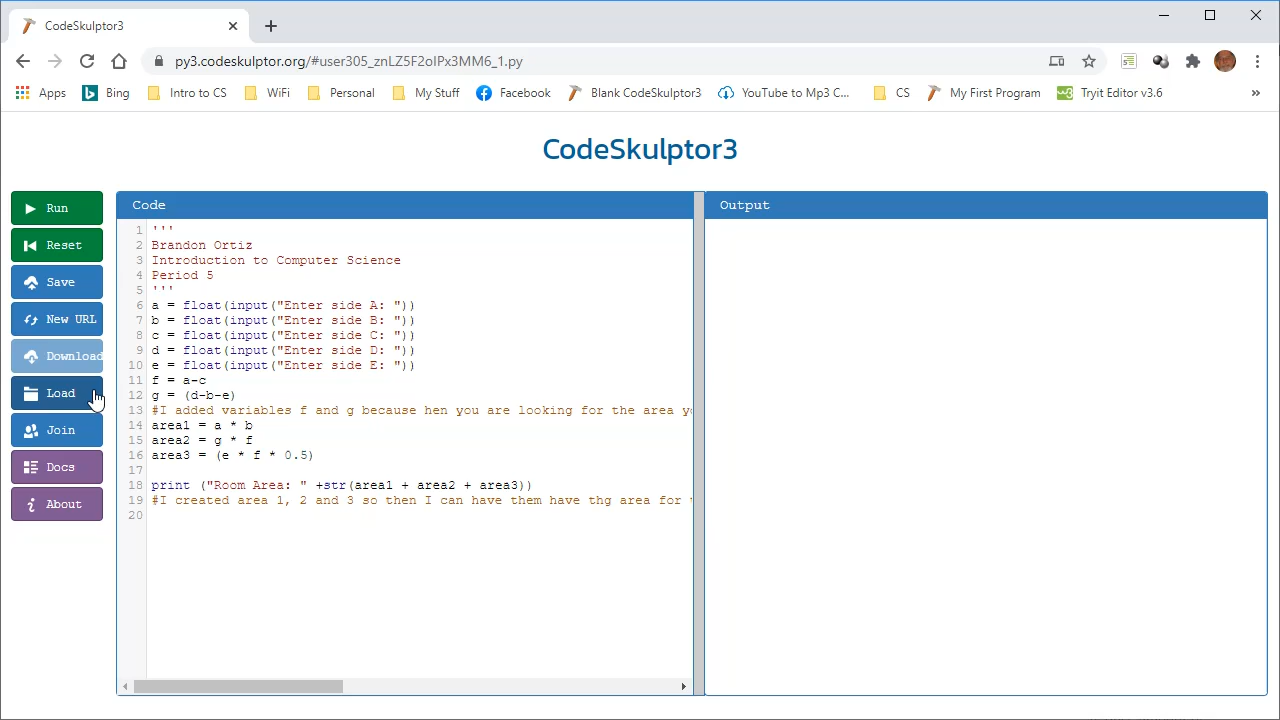 CodeSkulptor3
py3.codeskulptor.org/#user305_znLZ5F2oIPx3MM6_1.py
Apps Bing Intro to CS WiFi Personal My Stuff Facebook Blank CodeSkulptor3 YouTube to Mp3 C... CS My First Program Tryit Editor v3.6 »
CodeSkulptor3
Run
Reset
Save
New URL
Download
Load
Join
Docs
About
Code
1 '''
2 Brandon Ortiz
3 Introduction to Computer Science
4 Period 5
5 '''
6 a = float(input("Enter side A: "))
7 b = float(input("Enter side B: "))
8 c = float(input("Enter side C: "))
9 d = float(input("Enter side D: "))
10 e = float(input("Enter side E: "))
11 f = a-c
12 g = (d-b-e)
13 #I added variables f and g because hen you are looking for the area
14 area1 = a * b
15 area2 = g * f
16 area3 = (e * f * 0.5)
17
18 print ("Room Area: " +str(area1 + area2 + area3))
19 #I created area 1, 2 and 3 so then I can have them have thg area for
20
Output